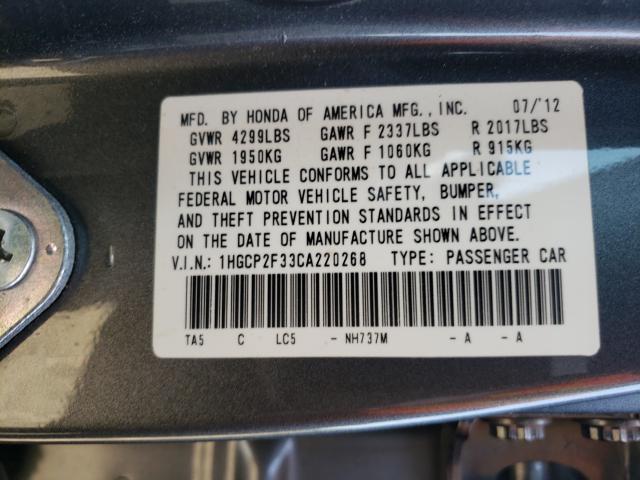 MFD. BY HONDA OF AMERICA MFG., INC. 07/'12
GVWR 4299LBS GAWR F 2337LBS R 2017LBS
GVWR 1950KG GAWR F 1060KG R 915KG
THIS VEHICLE CONFORMS TO ALL APPLICABLE
FEDERAL MOTOR VEHICLE SAFETY, BUMPER,
AND THEFT PREVENTION STANDARDS IN EFFECT
ON THE DATE OF MANUFACTURE SHOWN ABOVE.
V.I.N.: 1HGCP2F33CA220268 TYPE: PASSENGER CAR
TA5 C LC5 - NH737M - A - A